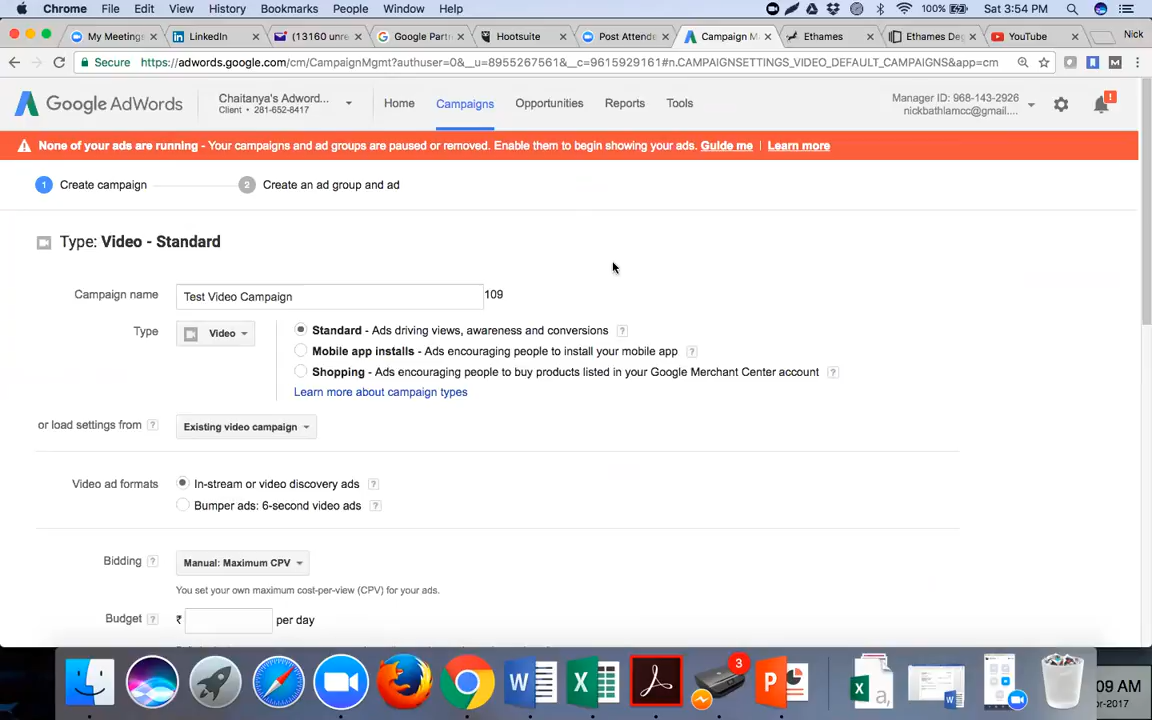 Chrome File Edit View History Bookmarks People Window Help 100% Sat 3:54 PM
My Meeting LinkedIn (13160 unre Google Partn Hootsuite Post Attende Campaign M Ethames Ethames De YouTube Nick
Secure https://adwords.google.com/cm/CampaignMgmt?authuser=0&__u=8955267561&__c=9615929161#n.CAMPAIGNSETTINGS_VIDEO_DEFAULT_CAMPAIGNS&app=cm
Google AdWords Chaitanya's Adword... Client • 281-652-8417 Home Campaigns Opportunities Reports Tools Manager ID: 968-143-2926 nickbathlamcc@gmail.... !
None of your ads are running - Your campaigns and ad groups are paused or removed. Enable them to begin showing your ads. Guide me | Learn more
1 Create campaign 2 Create an ad group and ad
Type: Video - Standard
Campaign name Test Video Campaign 109
Type Video Standard - Ads driving views, awareness and conversions ?
Mobile app installs - Ads encouraging people to install your mobile app ?
Shopping - Ads encouraging people to buy products listed in your Google Merchant Center account ?
Learn more about campaign types
or load settings from ? Existing video campaign
Video ad formats In-stream or video discovery ads ?
Bumper ads: 6-second video ads ?
Bidding ? Manual: Maximum CPV
You set your own maximum cost-per-view (CPV) for your ads.
Budget ? ₹ per day
3
09 AM
r-2017